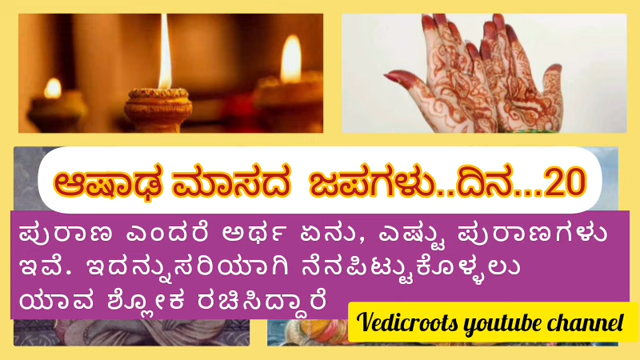 ಆಷಾಢ ಮಾಸದ ಜಪಗಳು..ದಿನ...20
ಪುರಾಣ ಎಂದರೆ ಅರ್ಥ ಏನು, ಎಷ್ಟು ಪುರಾಣಗಳು
ಇವೆ. ಇದನ್ನುಸರಿಯಾಗಿ ನೆನಪಿಟ್ಟುಕೊಳ್ಳಲು
ಯಾವ ಶ್ಲೋಕ ರಚಿಸಿದ್ದಾರೆ
Vedicroots youtube channel